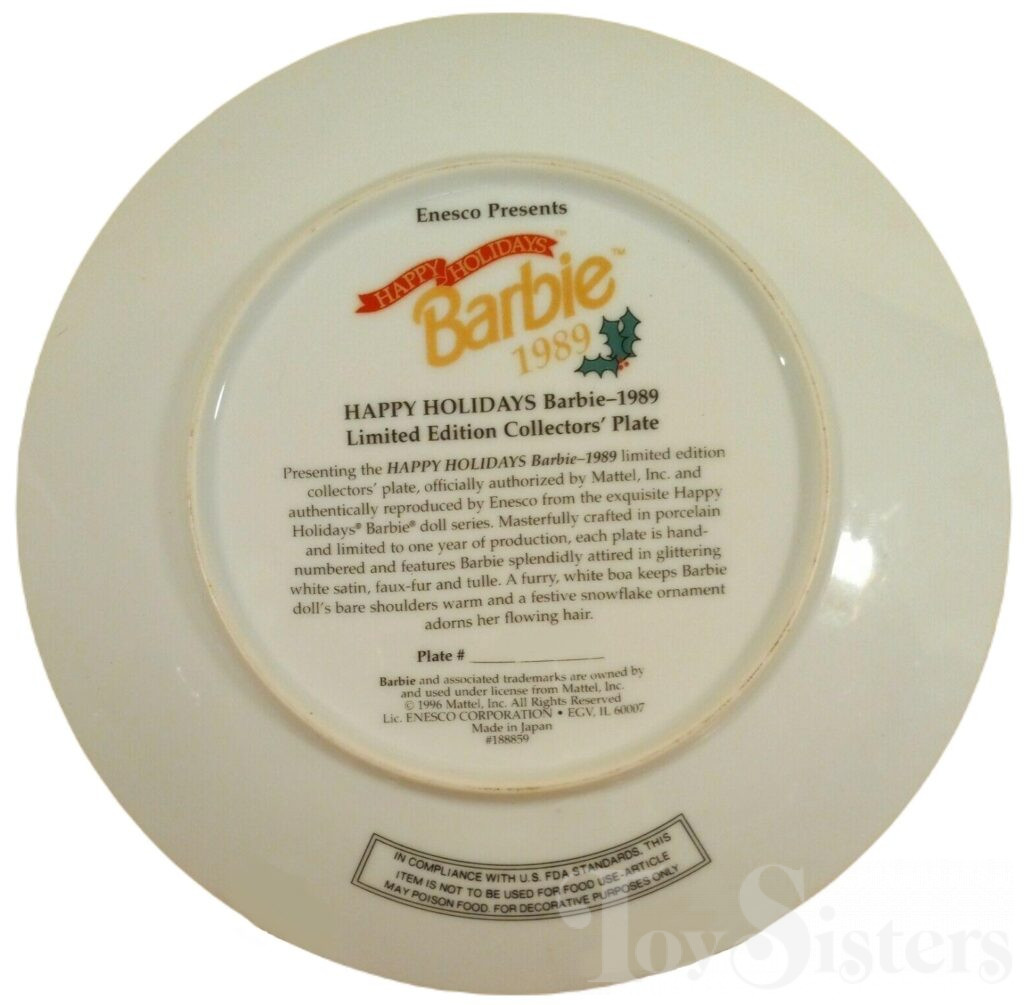 Enesco Presents
HAPPY HOLIDAYS™
Barbie™
1989
HAPPY HOLIDAYS Barbie–1989
Limited Edition Collectors' Plate
Presenting the HAPPY HOLIDAYS Barbie–1989 limited edition
collectors' plate, officially authorized by Mattel, Inc. and
authentically reproduced by Enesco from the exquisite Happy
Holidays® Barbie® doll series. Masterfully crafted in porcelain
and limited to one year of production, each plate is hand-
numbered and features Barbie splendidly attired in glittering
white satin, faux-fur and tulle. A furry, white boa keeps Barbie
doll's bare shoulders warm and a festive snowflake ornament
adorns her flowing hair.
Plate # ______ ___________
Barbie and associated trademarks are owned by
and used under license from Mattel, Inc.
© 1996 Mattel, Inc. All Rights Reserved
Lic. ENESCO CORPORATION • EGV, IL 60007
Made in Japan
#188859
IN COMPLIANCE WITH U.S. FDA STANDARDS, THIS
ITEM IS NOT TO BE USED FOR FOOD USE-ARTICLE
MAY POISON FOOD. FOR DECORATIVE PURPOSES ONLY
Toy Sisters